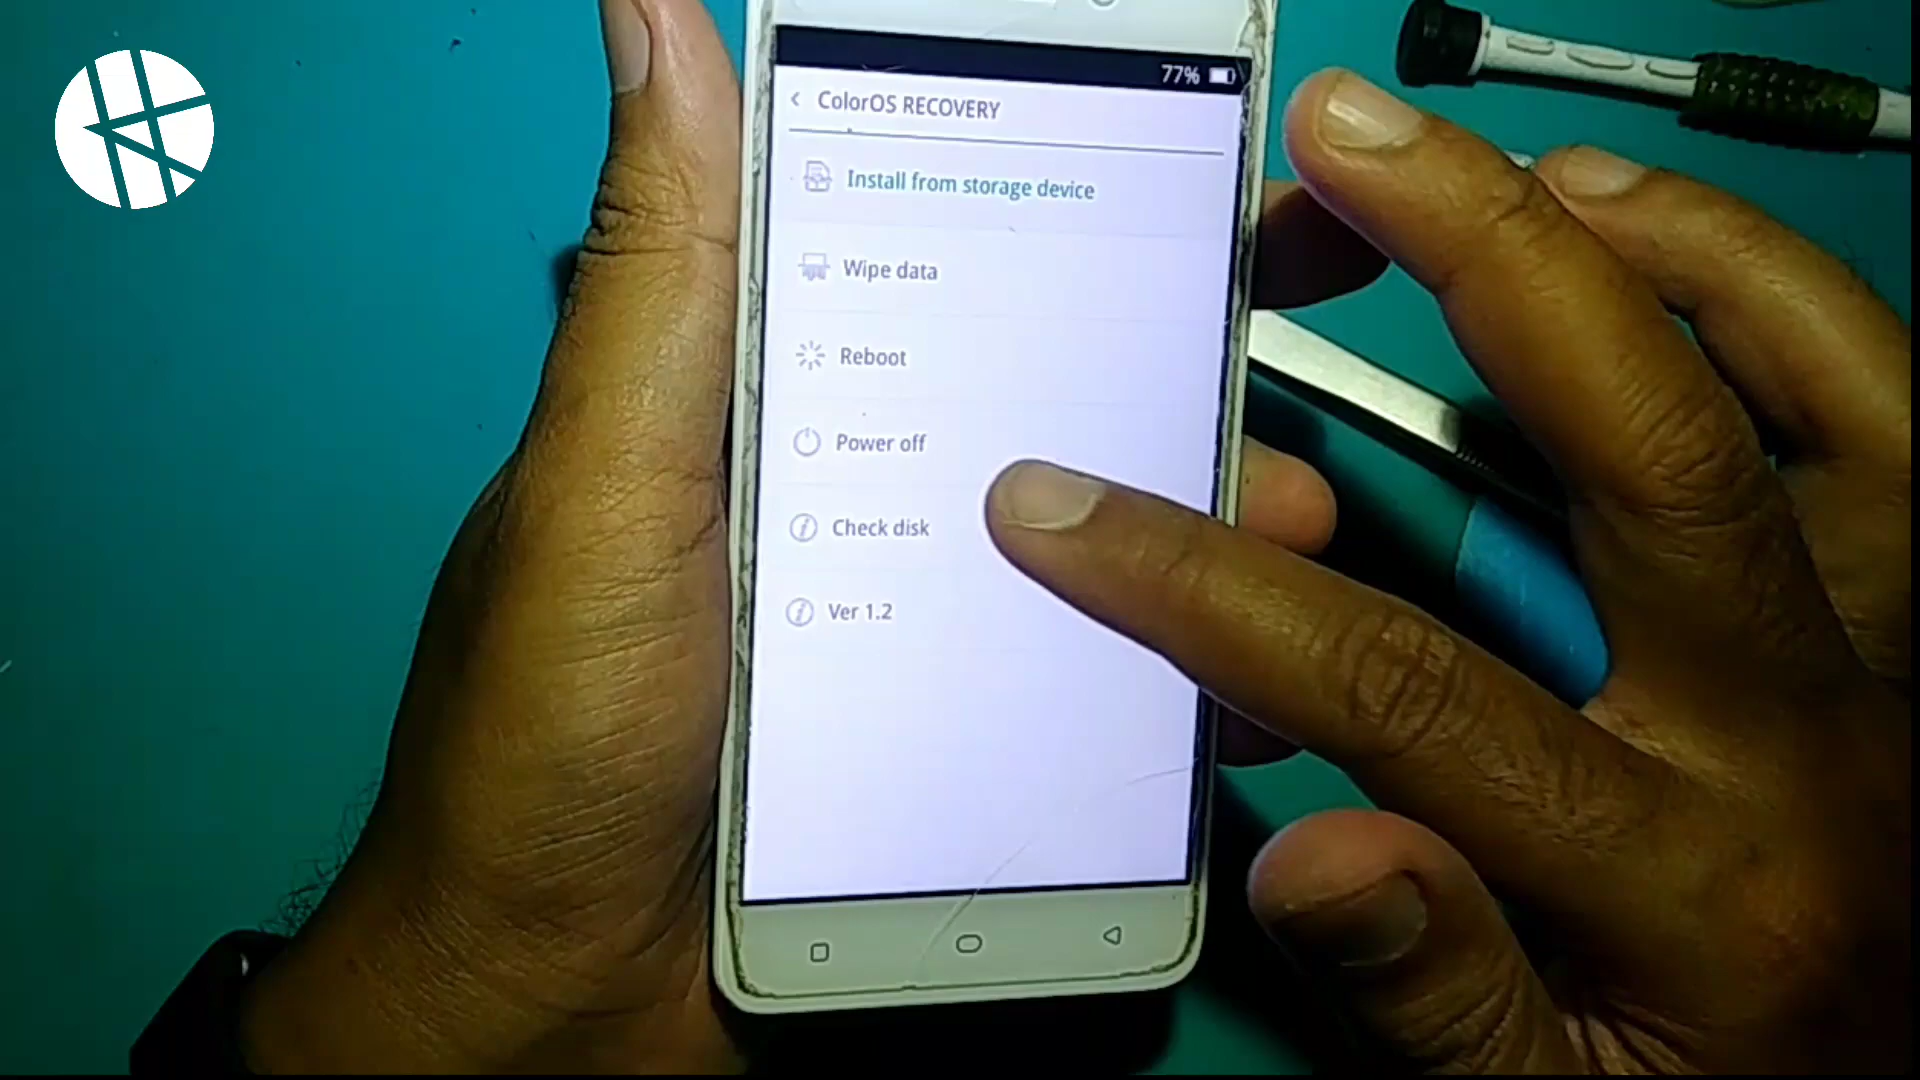 77%
ColorOS RECOVERY
Install from storage device
Wipe data
Reboot
Power off
Check disk
Ver 1.2